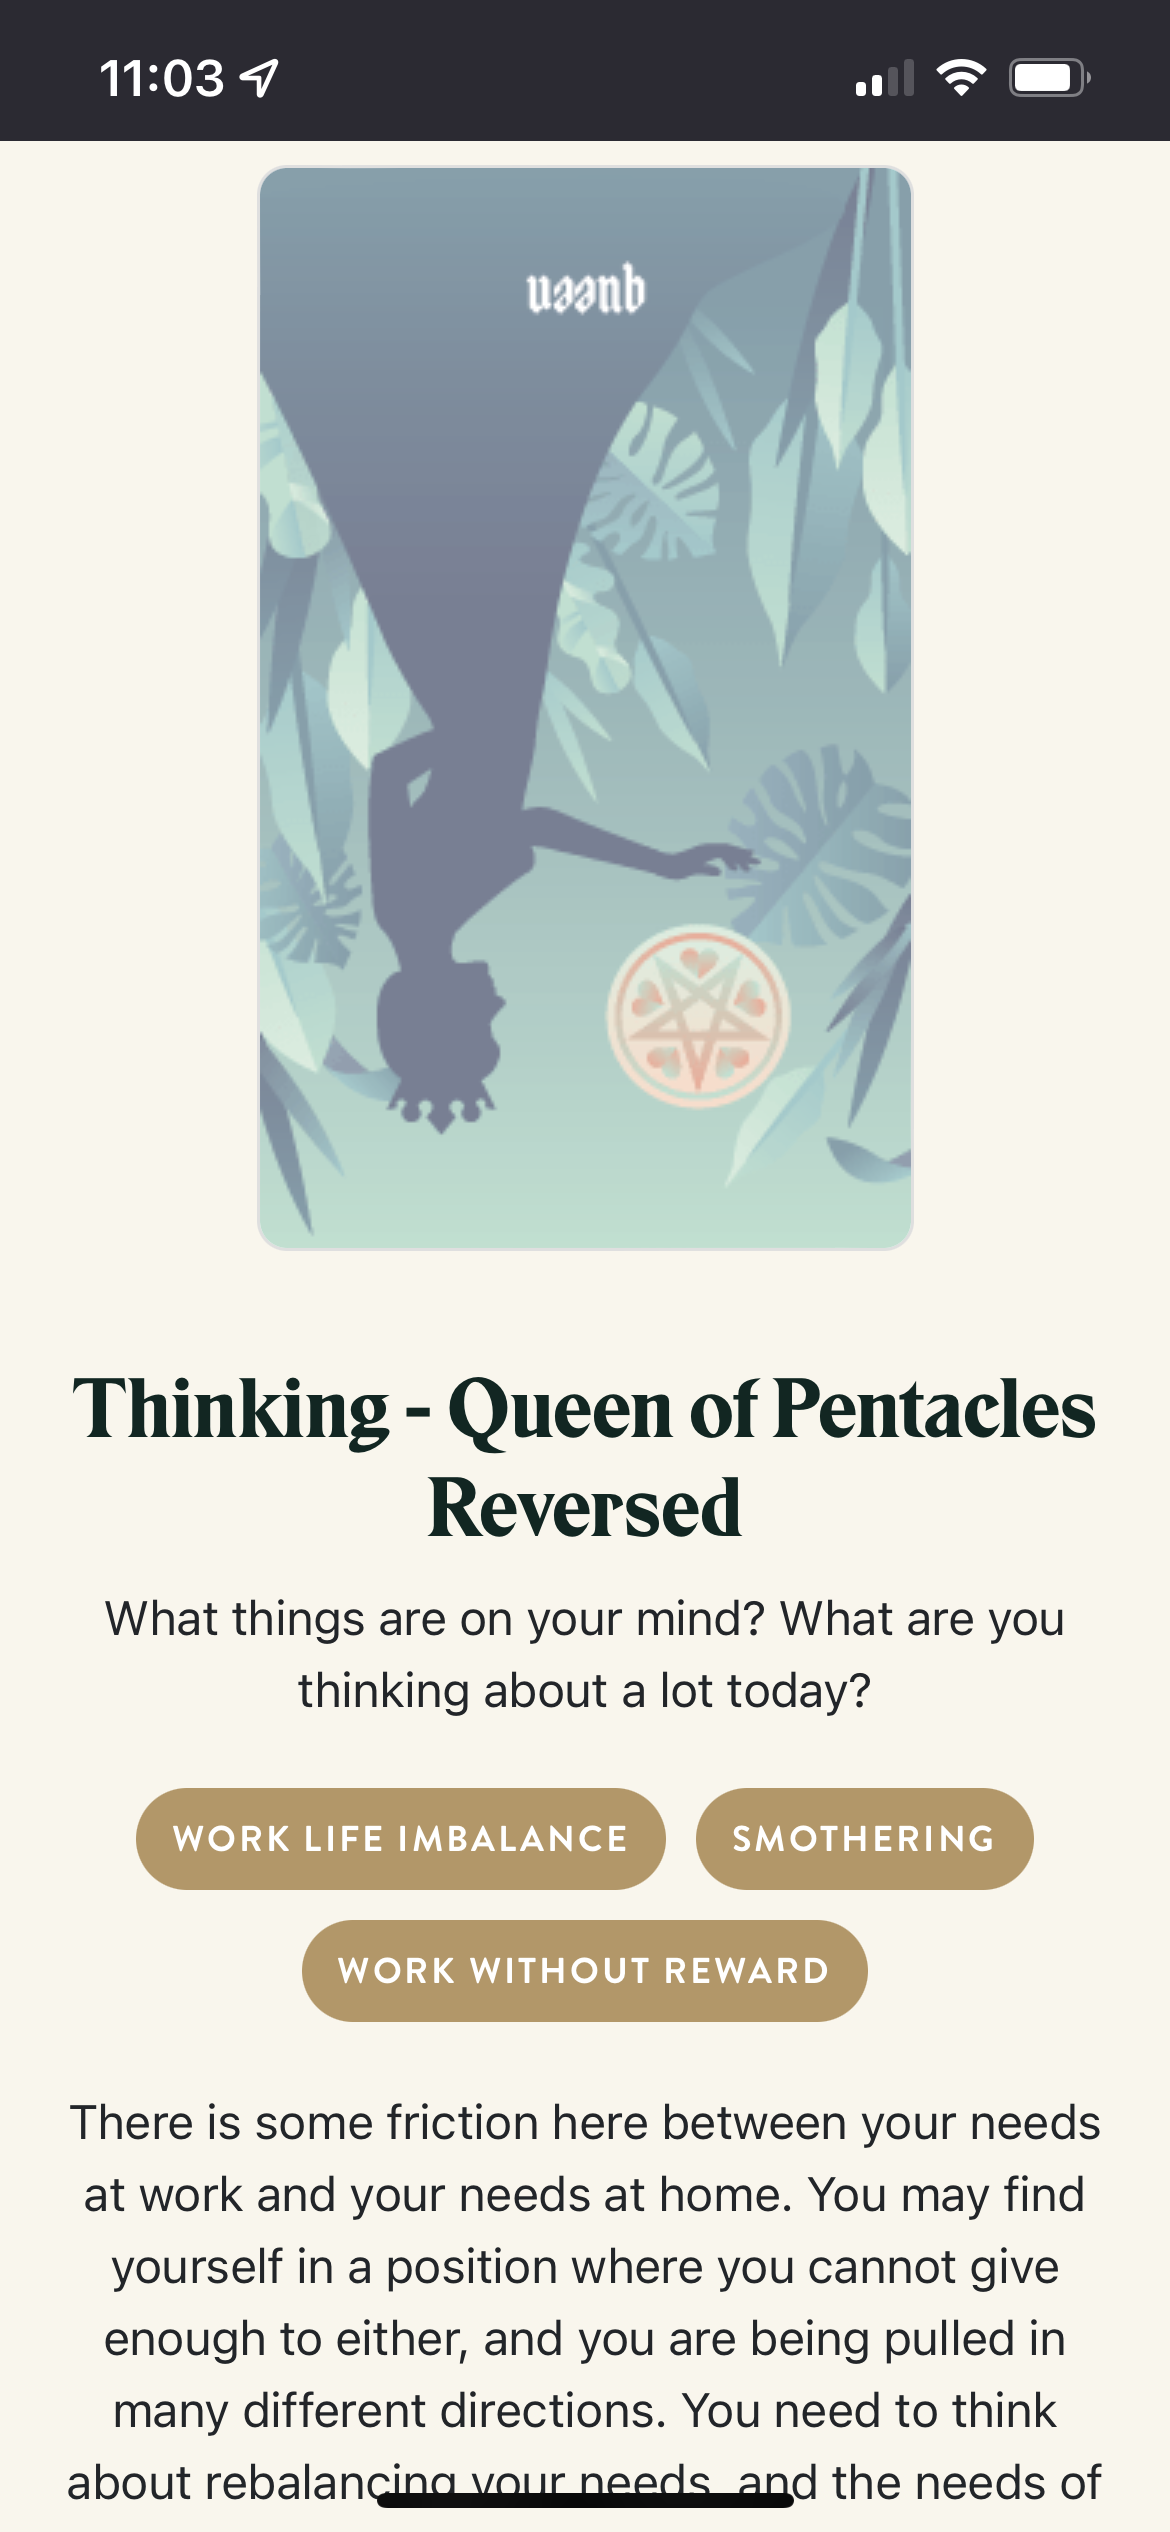 11:03
queen
Thinking - Queen of Pentacles
Reversed
What things are on your mind? What are you
thinking about a lot today?
WORK LIFE IMBALANCE
SMOTHERING
WORK WITHOUT REWARD
There is some friction here between your needs
at work and your needs at home. You may find
yourself in a position where you cannot give
enough to either, and you are being pulled in
many different directions. You need to think
about rebalancing your needs, and the needs of